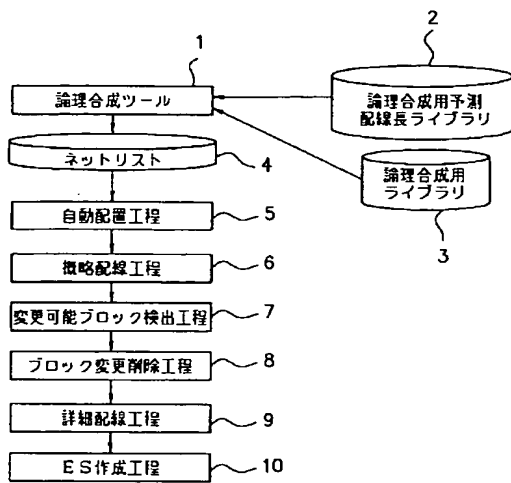 1
2
論理合成ツール
論理合成用予測
配線長ライブラリ
ネットリスト
4
論理合成用
ライブラリ
3
自動配置工程
5
概略配線工程
6
変更可能ブロック検出工程
7
ブロック変更削除工程
8
詳細配線工程
9
ES作成工程
10